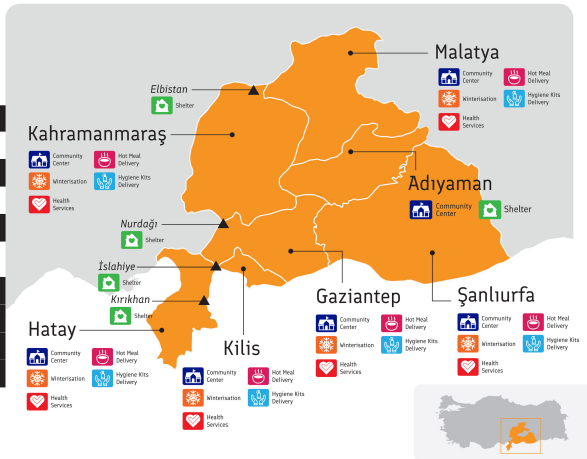 Malatya
Community
Center
Hot Meal
Delivery
Winterisation
Hygiene Kits
Delivery
Health
Services
Elbistan
Shelter
Kahramanmaraş
Community
Center
Hot Meal
Delivery
Winterisation
Hygiene Kits
Delivery
Health
Services
Adıyaman
Community
Center
Shelter
Nurdağı
Shelter
İslahiye
Shelter
Kırıkhan
Shelter
Gaziantep
Community
Center
Hot Meal
Delivery
Winterisation
Hygiene Kits
Delivery
Health
Services
Şanlıurfa
Community
Center
Hot Meal
Delivery
Winterisation
Hygiene Kits
Delivery
Health
Services
Hatay
Community
Center
Hot Meal
Delivery
Winterisation
Hygiene Kits
Delivery
Health
Services
Kilis
Community
Center
Hot Meal
Delivery
Winterisation
Hygiene Kits
Delivery
Health
Services